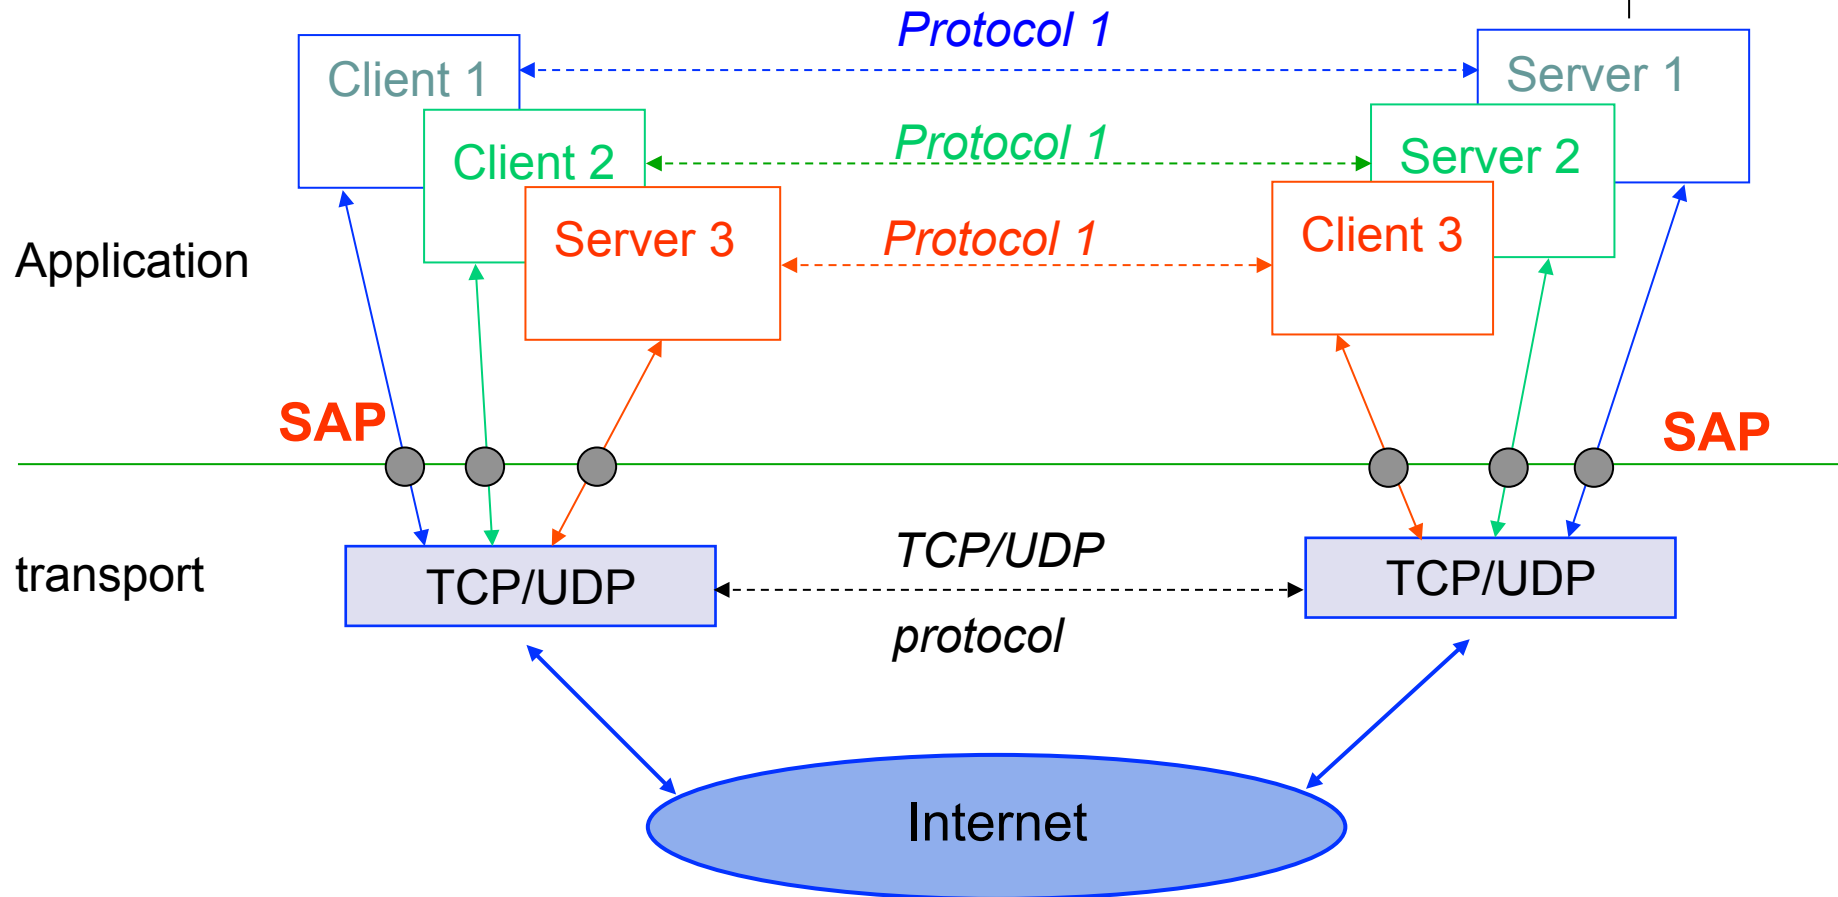 Protocol 1
Client 1
Server 1
Protocol 1
Client 2
Server 2
Server 3
Protocol 1
Client 3
Application
SAP
SAP
TCP/UDP
transport
TCP/UDP
TCP/UDP
protocol
Internet